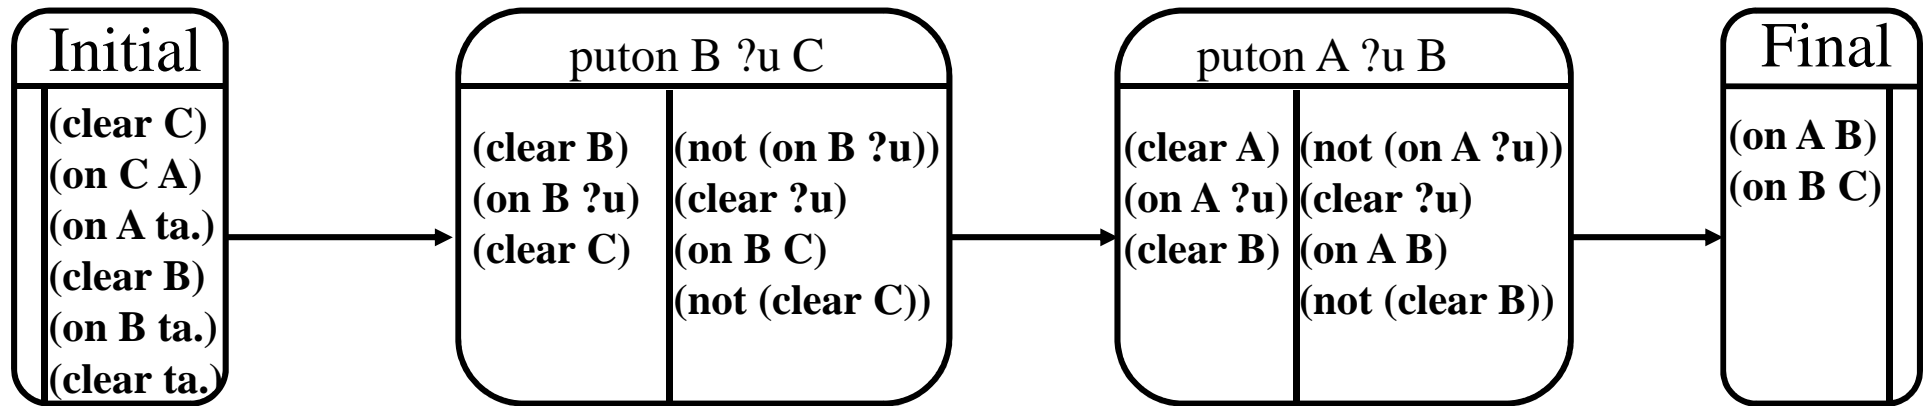 Initial
(clear C)
(on C A)
(on A ta.)
(clear B)
(on B ta.)
(clear ta.)
puton B ?u C
(clear B)
(on B ?u)
(clear C)
(not (on B ?u))
(clear ?u)
(on B C)
(not (clear C))
puton A ?u B
(clear A)
(on A ?u)
(clear B)
(not (on A ?u))
(clear ?u)
(on A B)
(not (clear B))
Final
(on A B)
(on B C)